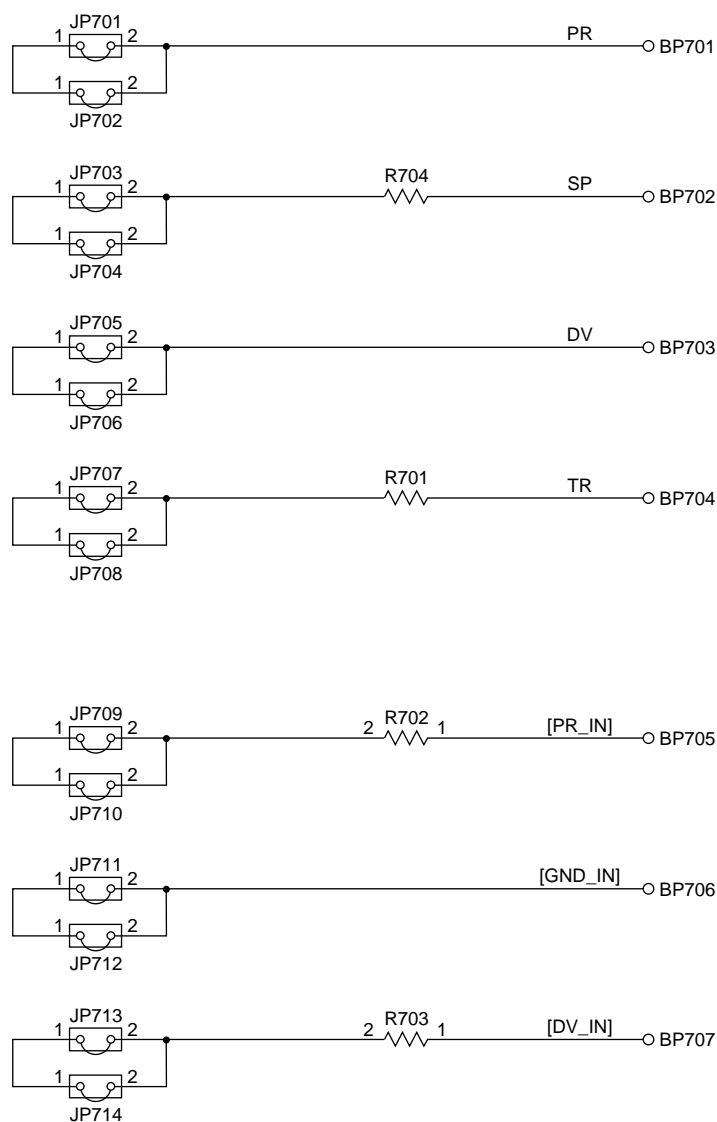 JP701
1 2 PR BP701
1 2
JP702
JP703
1 2 R704 SP BP702
1 2
JP704
JP705
1 2 DV BP703
1 2
JP706
JP707
1 2 R701 TR BP704
1 2
JP708
JP709
1 2 2 R702 1 [PR_IN] BP705
1 2
JP710
JP711
1 2 [GND_IN] BP706
1 2
JP712
JP713
1 2 2 R703 1 [DV_IN] BP707
1 2
JP714